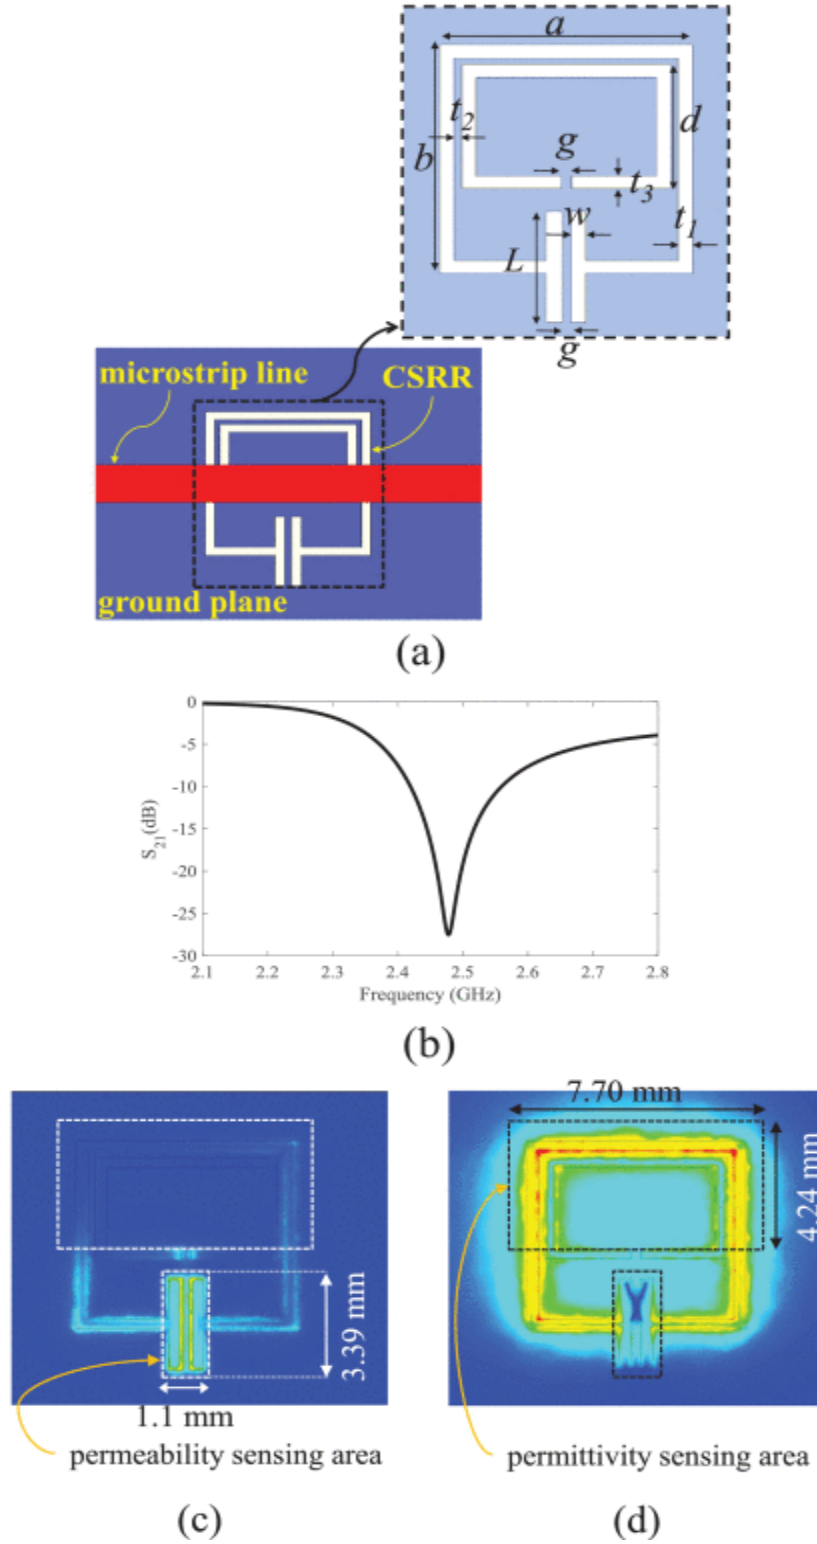 a
t2
d
b
g
t3
w
t1
L
g
microstrip line
CSRR
ground plane
(a)
0
-5
-10
-15
-20
-25
-30
S21(dB)
2.1 2.2 2.3 2.4 2.5 2.6 2.7 2.8
Frequency (GHz)
(b)
7.70 mm
4.24 mm
3.39 mm
1.1 mm
permeability sensing area
permittivity sensing area
(c)
(d)